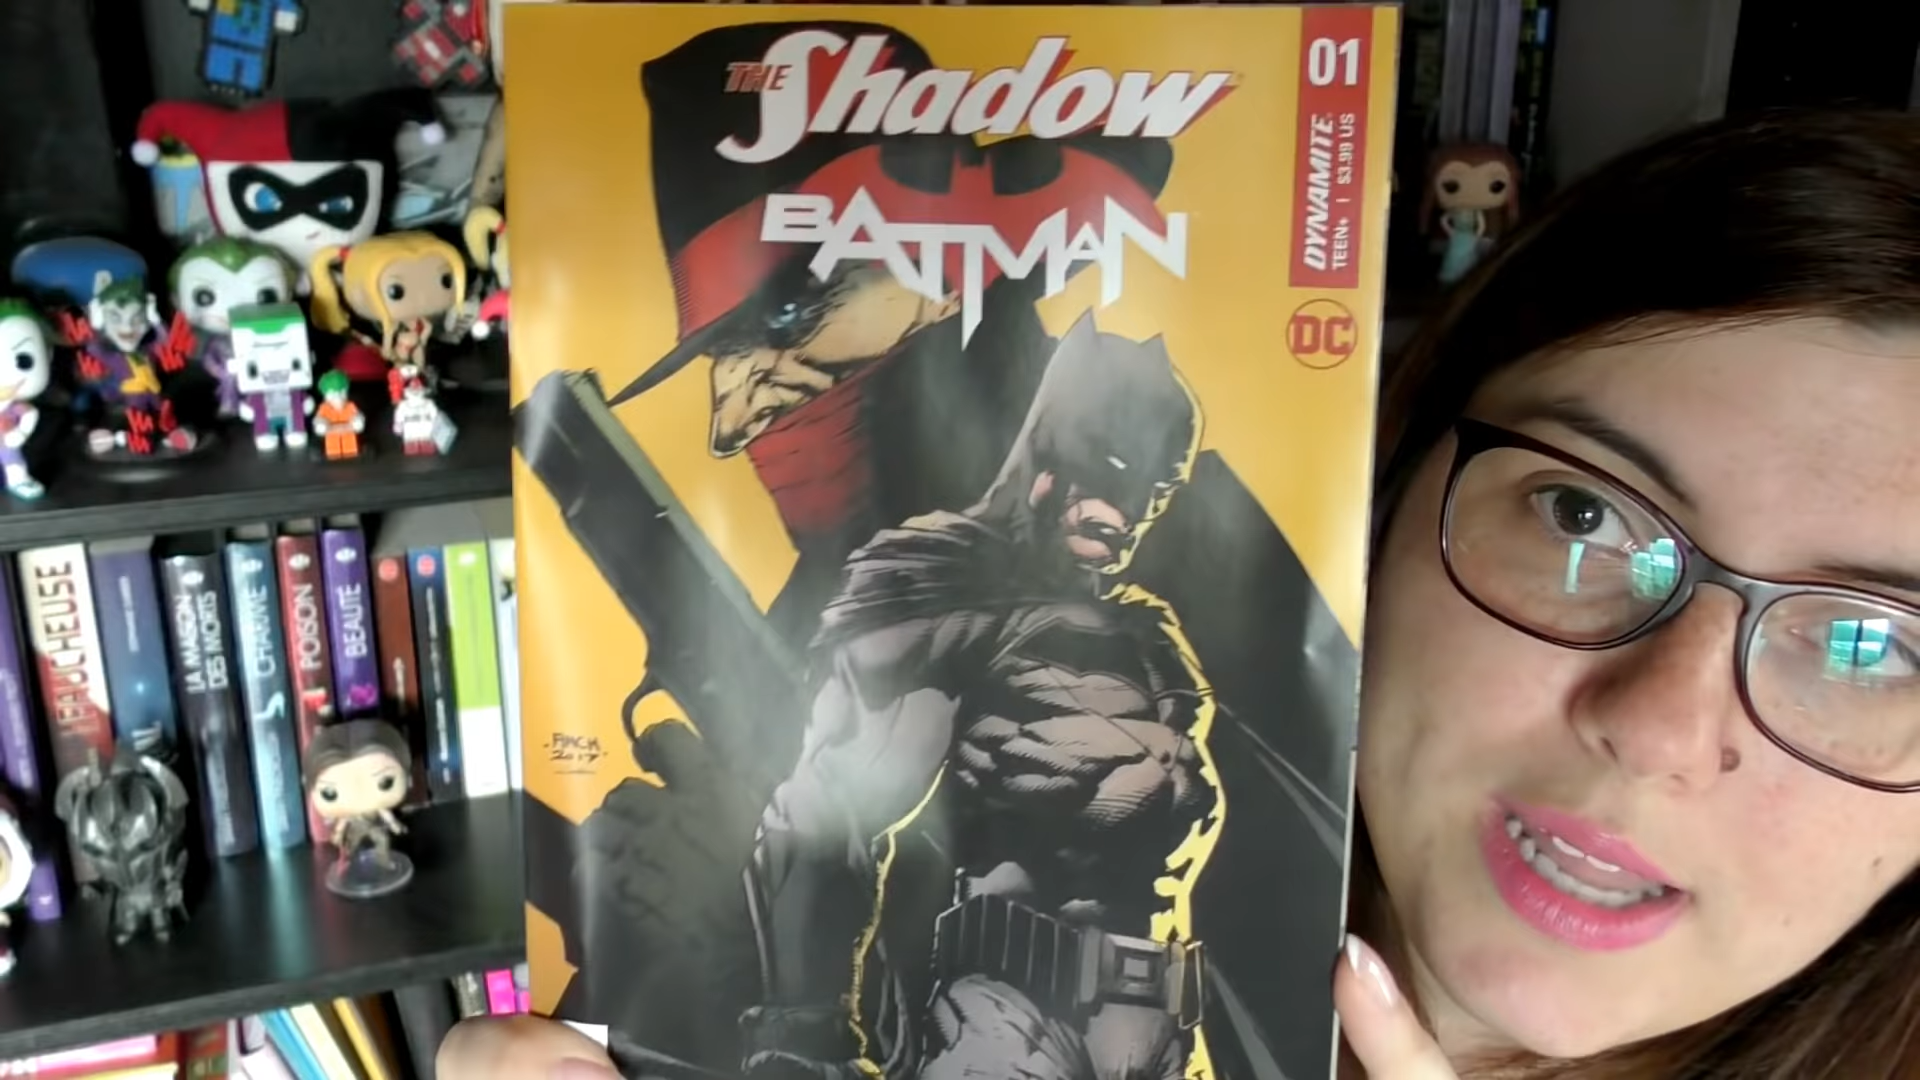 THE Shadow
BATMAN
01
DYNAMITE
TEEN+ | $3.99 US
DC
FINCH
2017
FAUCHEUSE
LA MAISON
DES MORTS
CHARME
POISON
BEAUTÉ